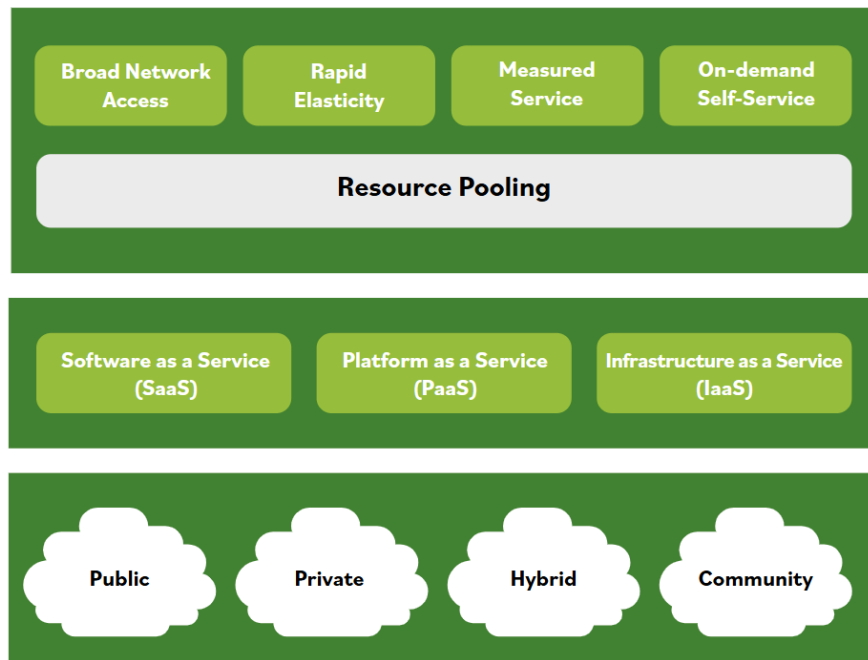 Broad Network
Access
Rapid
Elasticity
Measured
Service
On-demand
Self-Service
Resource Pooling
Software as a Service
(SaaS)
Platform as a Service
(PaaS)
Infrastructure as a Service
(IaaS)
Public
Private
Hybrid
Community